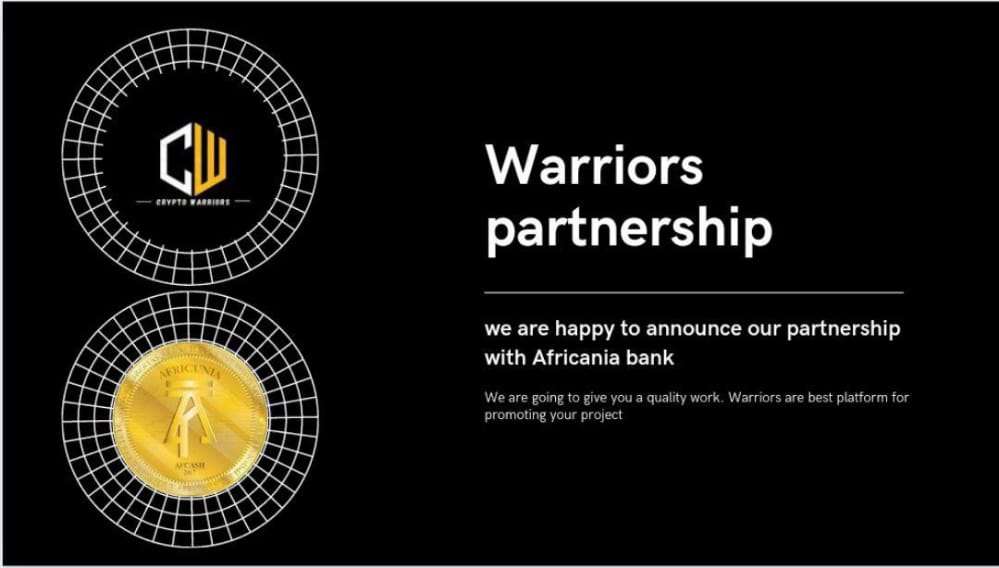 CW
CRYPTO WARRIORS
AFRICUNIA
AFCASH
Warriors
partnership
we are happy to announce our partnership
with Africania bank
We are going to give you a quality work. Warriors are best platform for
promoting your project